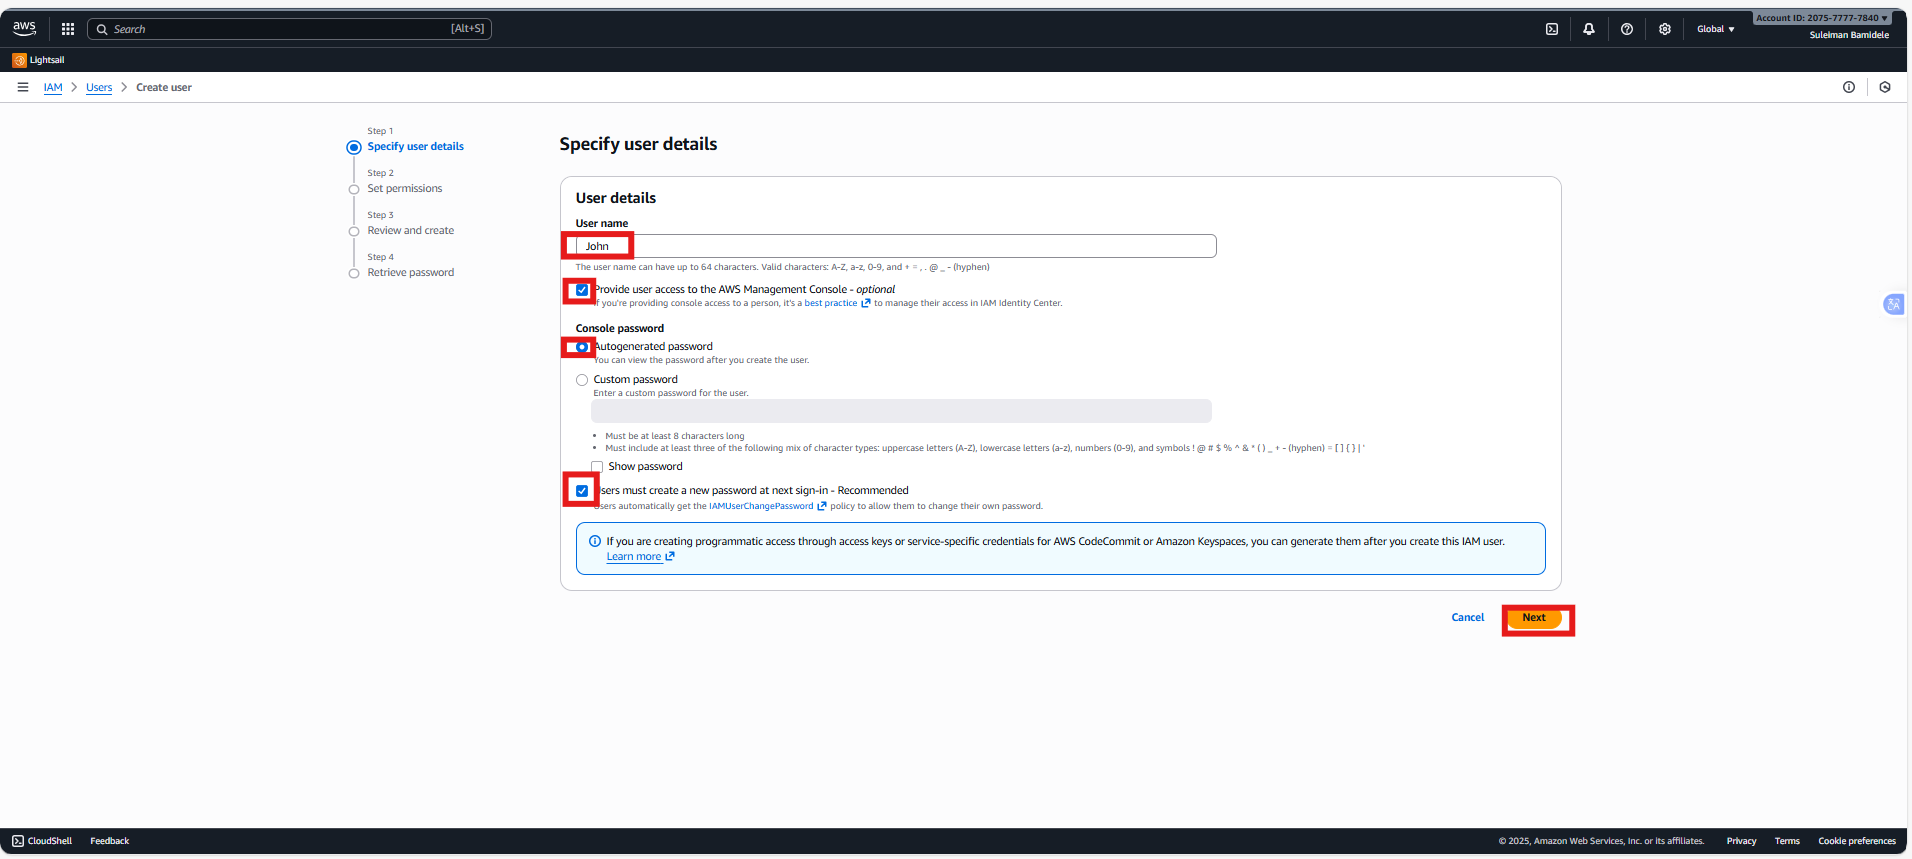 aws
Search [Alt+S]
Global
Account ID: 2075-7777-7840
Suleiman Bamidele
Lightsail
IAM > Users > Create user
Step 1
Specify user details
Step 2
Set permissions
Step 3
Review and create
Step 4
Retrieve password
Specify user details
User details
User name
John
The user name can have up to 64 characters. Valid characters: A-Z, a-z, 0-9, and + = , . @ _ - (hyphen)
Provide user access to the AWS Management Console - optional
If you're providing console access to a person, it's a best practice to manage their access in IAM Identity Center.
Console password
Autogenerated password
You can view the password after you create the user.
Custom password
Enter a custom password for the user.
• Must be at least 8 characters long
• Must include at least three of the following mix of character types: uppercase letters (A-Z), lowercase letters (a-z), numbers (0-9), and symbols ! @ # $ % ^ & * ( ) _ + - (hyphen) = [ ] { } | '
Show password
Users must create a new password at next sign-in - Recommended
Users automatically get the IAMUserChangePassword policy to allow them to change their own password.
If you are creating programmatic access through access keys or service-specific credentials for AWS CodeCommit or Amazon Keyspaces, you can generate them after you create this IAM user.
Learn more
Cancel Next
CloudShell Feedback
© 2025, Amazon Web Services, Inc. or its affiliates. Privacy Terms Cookie preferences